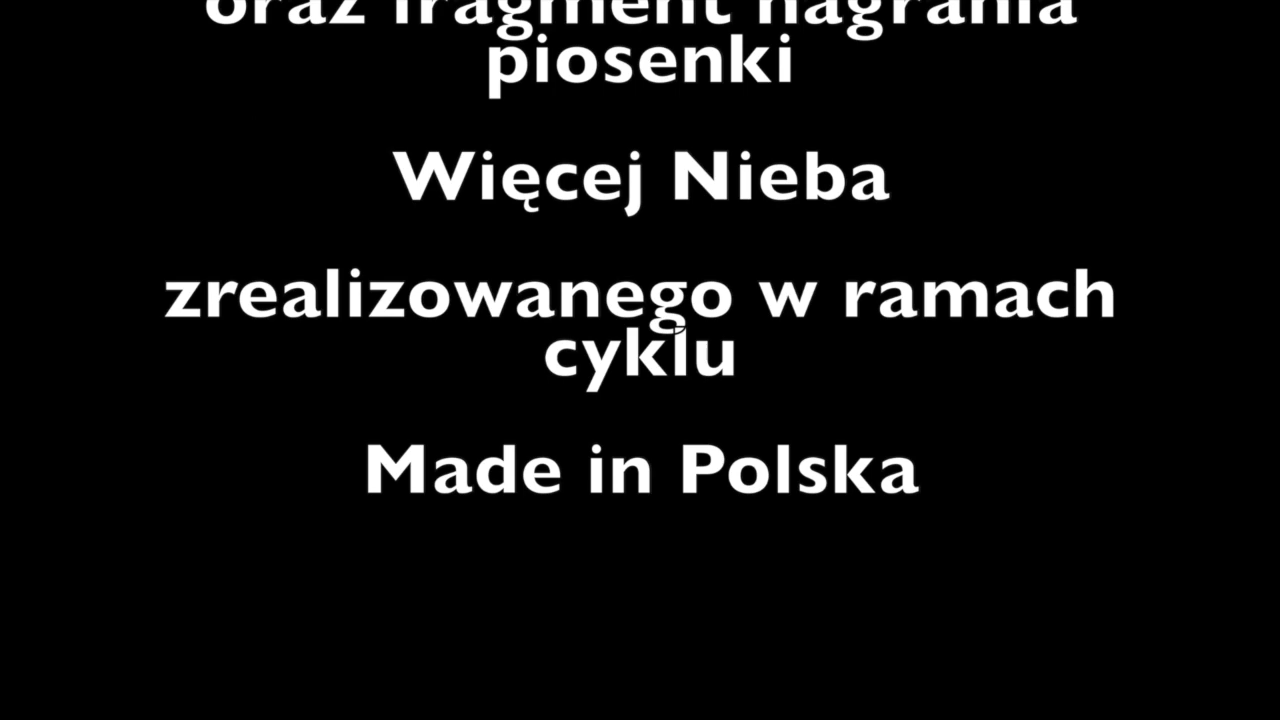 oraz fragment nagrania
piosenki
Więcej Nieba
zrealizowanego w ramach
cyklu
Made in Polska